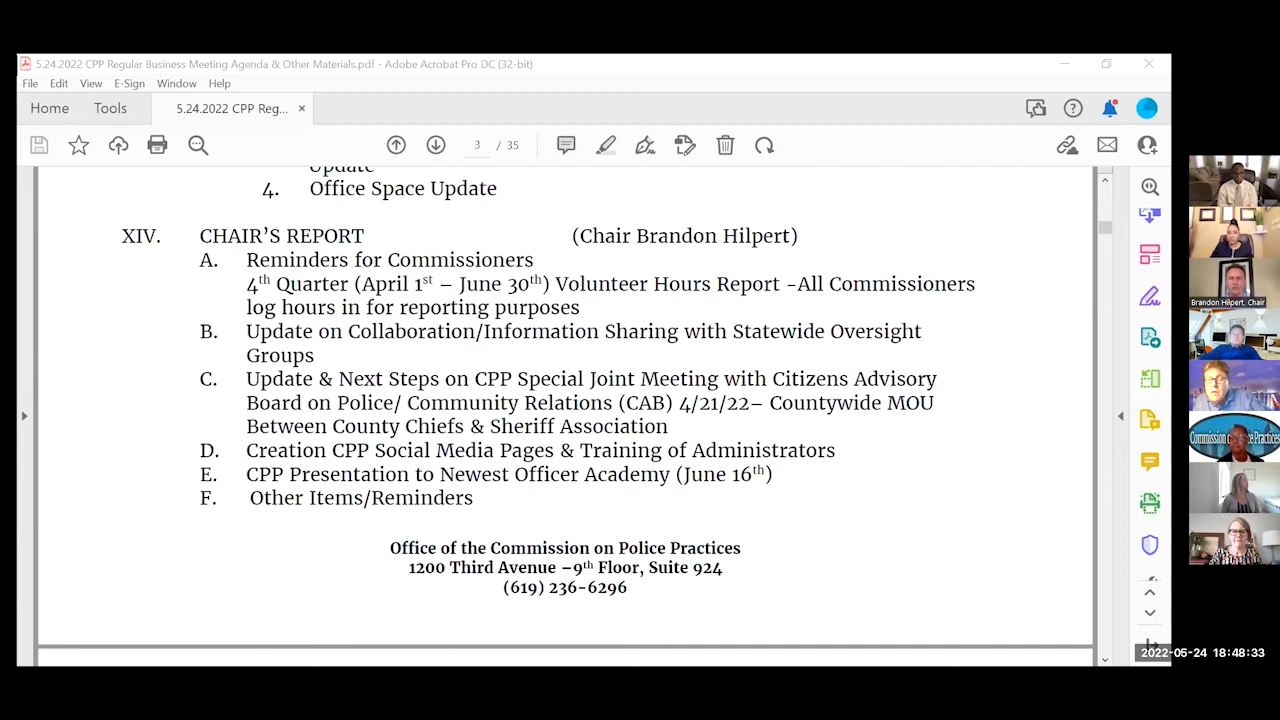 5.24.2022 CPP Regular Business Meeting Agenda & Other Materials.pdf - Adobe Acrobat Pro DC (32-bit)
File Edit View E-Sign Window Help
Home Tools 5.24.2022 CPP Reg... ×
3 / 35
Update
4. Office Space Update
XIV. CHAIR'S REPORT (Chair Brandon Hilpert)
A. Reminders for Commissioners
4th Quarter (April 1st – June 30th) Volunteer Hours Report -All Commissioners
log hours in for reporting purposes
B. Update on Collaboration/Information Sharing with Statewide Oversight
Groups
C. Update & Next Steps on CPP Special Joint Meeting with Citizens Advisory
Board on Police/ Community Relations (CAB) 4/21/22– Countywide MOU
Between County Chiefs & Sheriff Association
D. Creation CPP Social Media Pages & Training of Administrators
E. CPP Presentation to Newest Officer Academy (June 16th)
F. Other Items/Reminders
Office of the Commission on Police Practices
1200 Third Avenue –9th Floor, Suite 924
(619) 236-6296
Brandon Hilpert. Chair
Commission Practices
2022-05-24 18:48:33